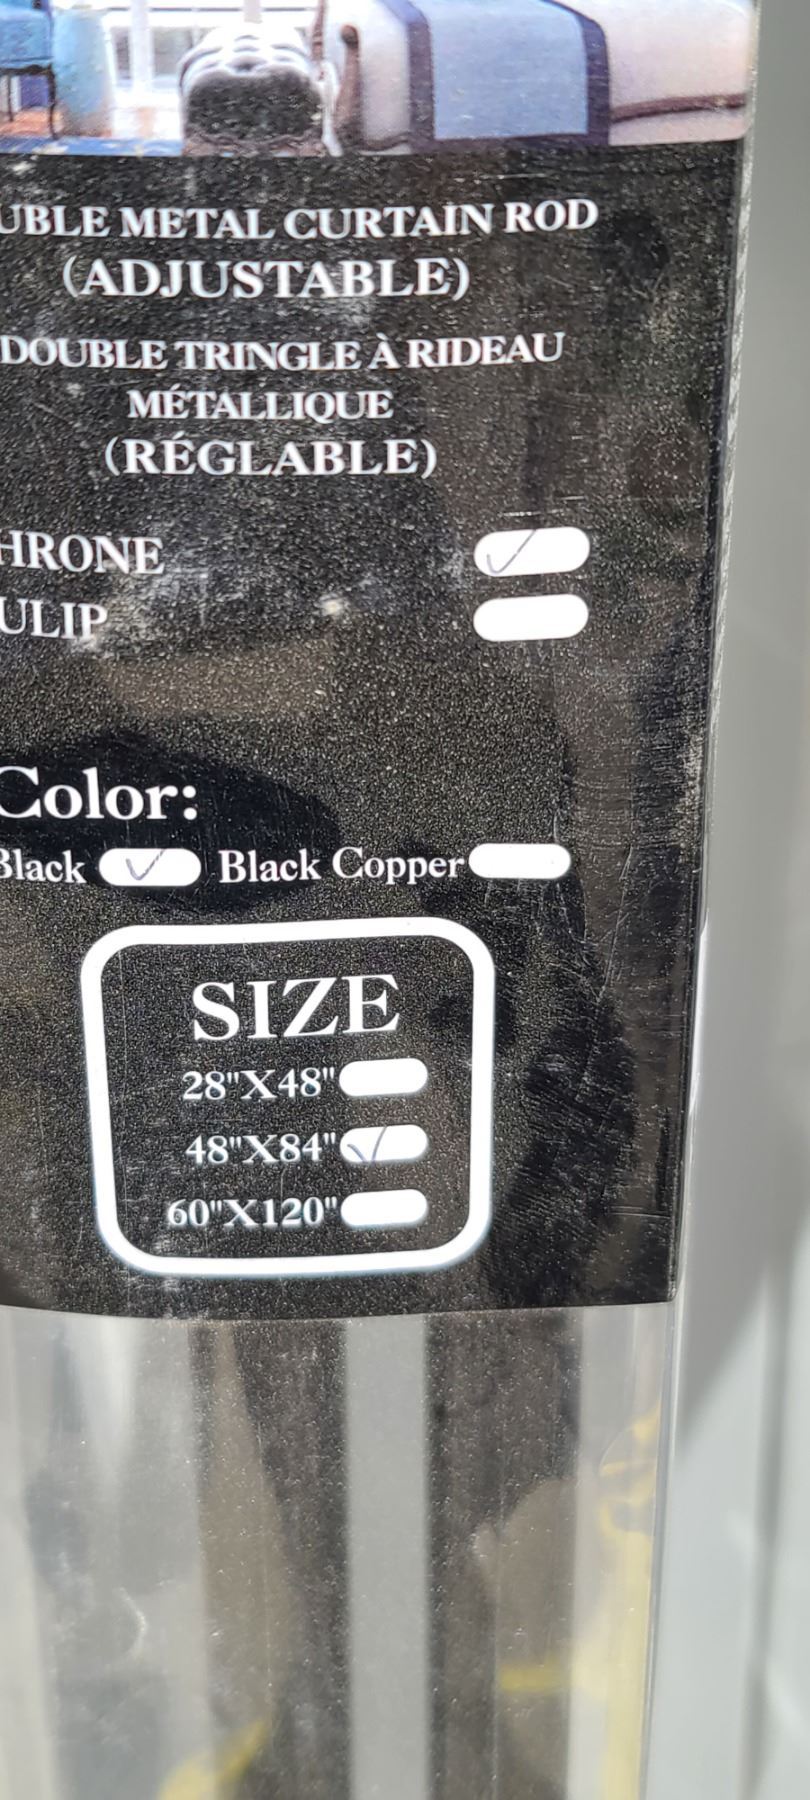 UBLE METAL CURTAIN ROD
(ADJUSTABLE)
DOUBLE TRINGLE À RIDEAU
MÉTALLIQUE
(RÉGLABLE)
HRONE
ULIP
Color:
Black Black Copper
SIZE
28"X48"
48"X84"
60"X120"